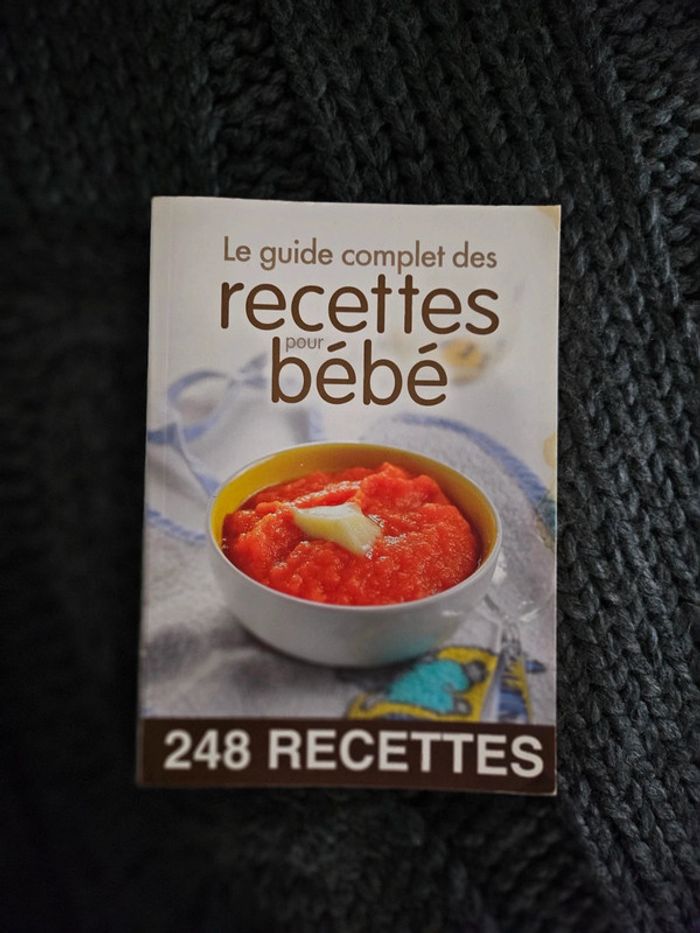 Le guide complet des
recettes
pour
bébé
248 RECETTES